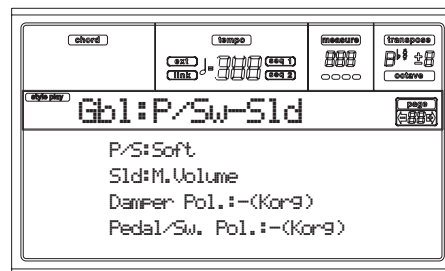 chord tempo measure transpose
ext seq 1
link seq 2
octave
style play Gbl:P/Sw-Sld page
P/S:Soft
Sld:M.Volume
Damper Pol.:-(Korg)
Pedal/Sw. Pol.:-(Korg)